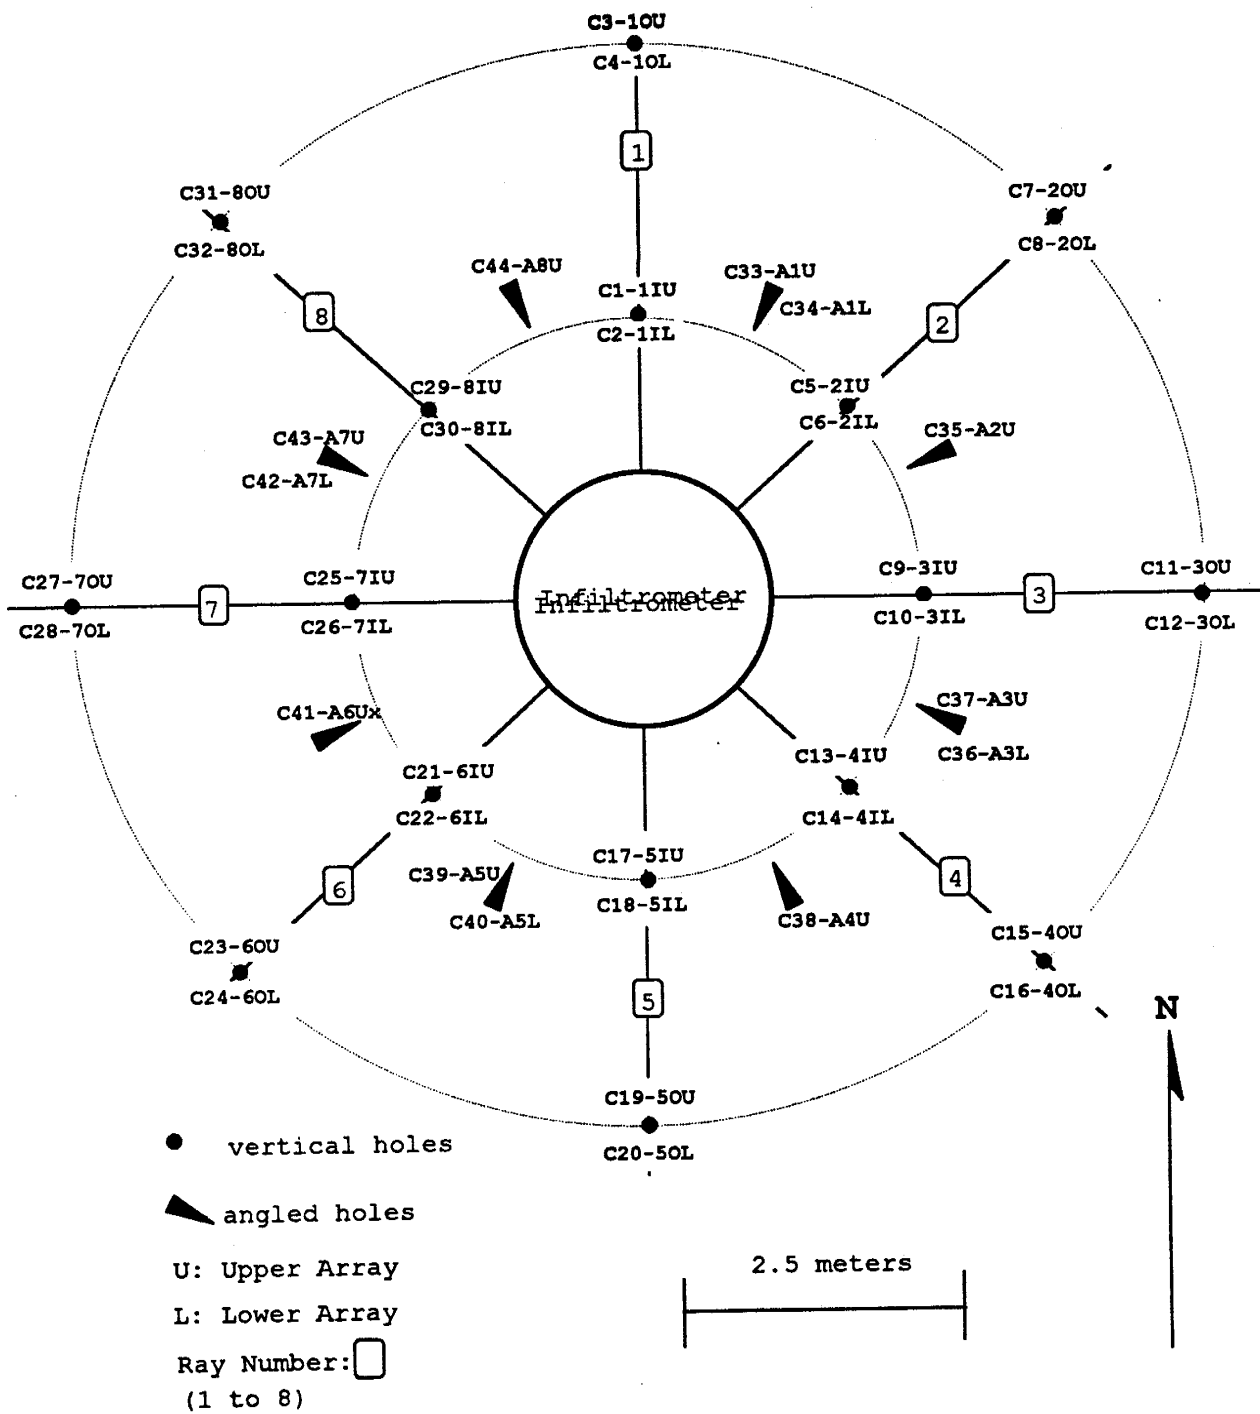 C3-1OU
C4-1OL
1
C31-8OU
C32-8OL
C7-2OU
C8-2OL
C44-A8U
C33-A1U
C34-A1L
C1-1IU
C2-1IL
8
2
C29-8IU
C30-8IL
C5-2IU
C6-2IL
C43-A7U
C42-A7L
C35-A2U
C27-7OU
C28-7OL
7
C25-7IU
C26-7IL
Infiltrometer
Infiltrometer
C9-3IU
C10-3IL
3
C11-3OU
C12-3OL
C41-A6Ux
C37-A3U
C36-A3L
C21-6IU
C22-6IL
C13-4IU
C14-4IL
C17-5IU
C18-5IL
C39-A5U
C40-A5L
C38-A4U
6
4
C23-6OU
C24-6OL
C15-4OU
C16-4OL
5
N
C19-5OU
C20-5OL
vertical holes
angled holes
U: Upper Array
L: Lower Array
Ray Number:
(1 to 8)
2.5 meters